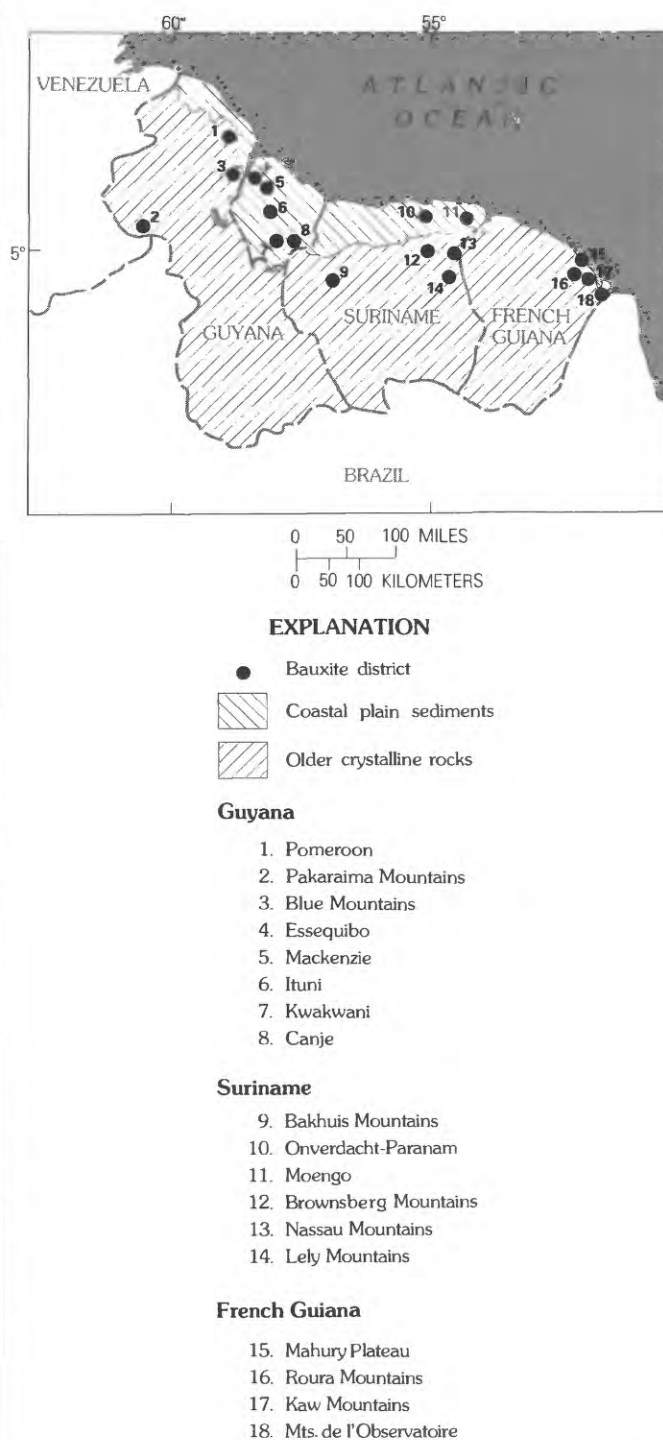 60°
55°
VENEZUELA
ATLANTIC
OCEAN
1
3
5
2
6
10
11
8
13
12
15
5°
9
14
16
17
18
GUYANA
SURINAME
FRENCH
GUIANA
BRAZIL
0 50 100 MILES
0 50 100 KILOMETERS
EXPLANATION
Bauxite district
Coastal plain sediments
Older crystalline rocks
Guyana
1. Pomeroon
2. Pakaraima Mountains
3. Blue Mountains
4. Essequibo
5. Mackenzie
6. Ituni
7. Kwakwani
8. Canje
Suriname
9. Bakhuis Mountains
10. Onverdacht-Paranam
11. Moengo
12. Brownsberg Mountains
13. Nassau Mountains
14. Lely Mountains
French Guiana
15. Mahury Plateau
16. Roura Mountains
17. Kaw Mountains
18. Mts. de l'Observatoire